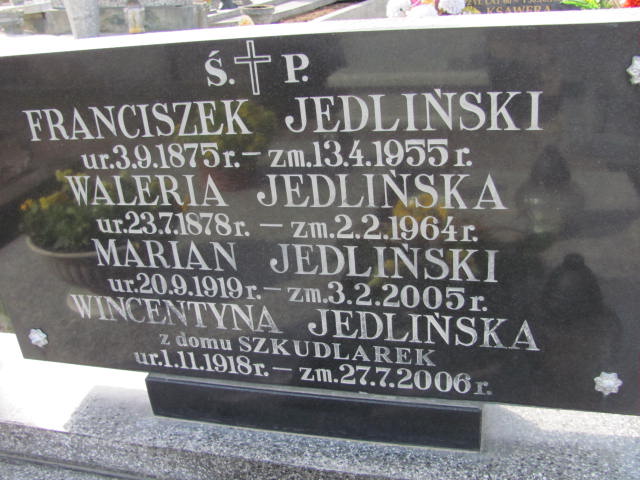 Ś. P.
FRANCISZEK JEDLIŃSKI
ur.3.9.1875r.–zm.13.4.1955r.
WALERIA JEDLIŃSKA
ur.23.7.1878r. – zm.2.2.1964r.
MARIAN JEDLIŃSKI
ur.20.9.1919r.–zm.3.2.2005r.
WINCENTYNA JEDLIŃSKA
z domu SZKUDLAREK
ur.1.11.1918r. – zm.27.7.2006r.
KSAWERA